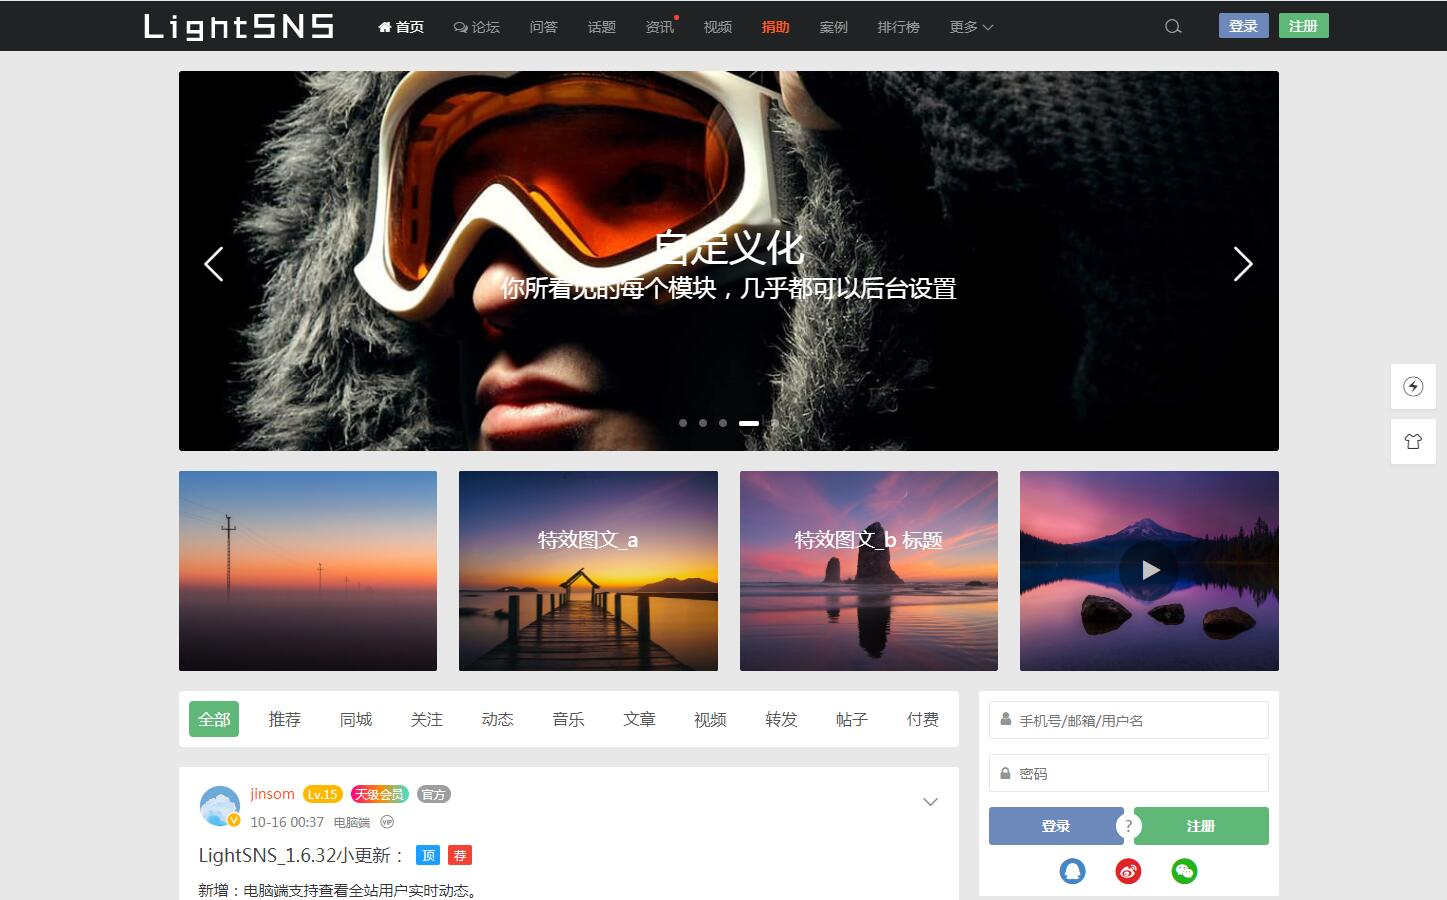 LightSNS 首页 论坛 问答 话题 资讯 视频 捐助 案例 排行榜 更多 登录 注册
自定义化
你所看见的每个模块，几乎都可以后台设置
特效图文_a 特效图文_b 标题
全部 推荐 同城 关注 动态 音乐 文章 视频 转发 帖子 付费
手机号/邮箱/用户名
密码
登录 ? 注册
jinsom Lv.15 天级会员 官方
10-16 00:37 电脑端 VIP
LightSNS_1.6.32小更新： 顶 荐
新增：电脑端支持查看全站用户实时动态。